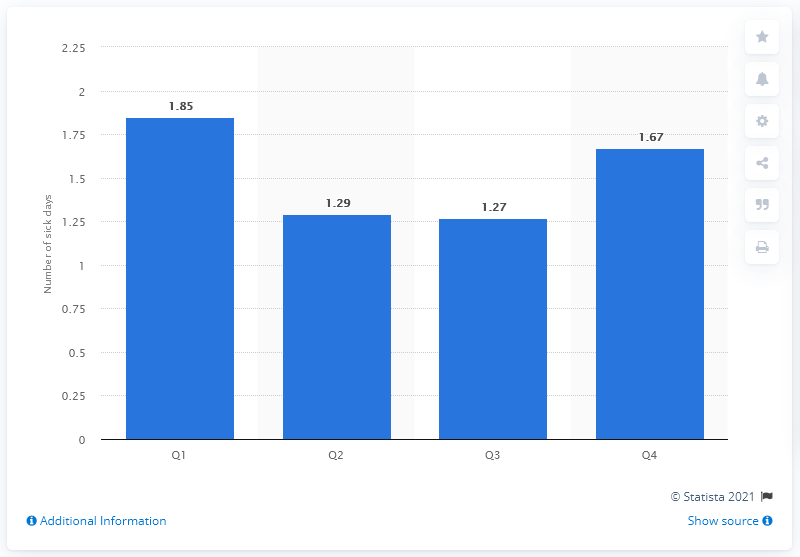 2.25
2
1.75
1.5
1.25
1
0.75
0.5
0.25
0
Number of sick days
1.85
1.29
1.27
1.67
Q1 Q2 Q3 Q4
© Statista 2021
Additional Information
Show source